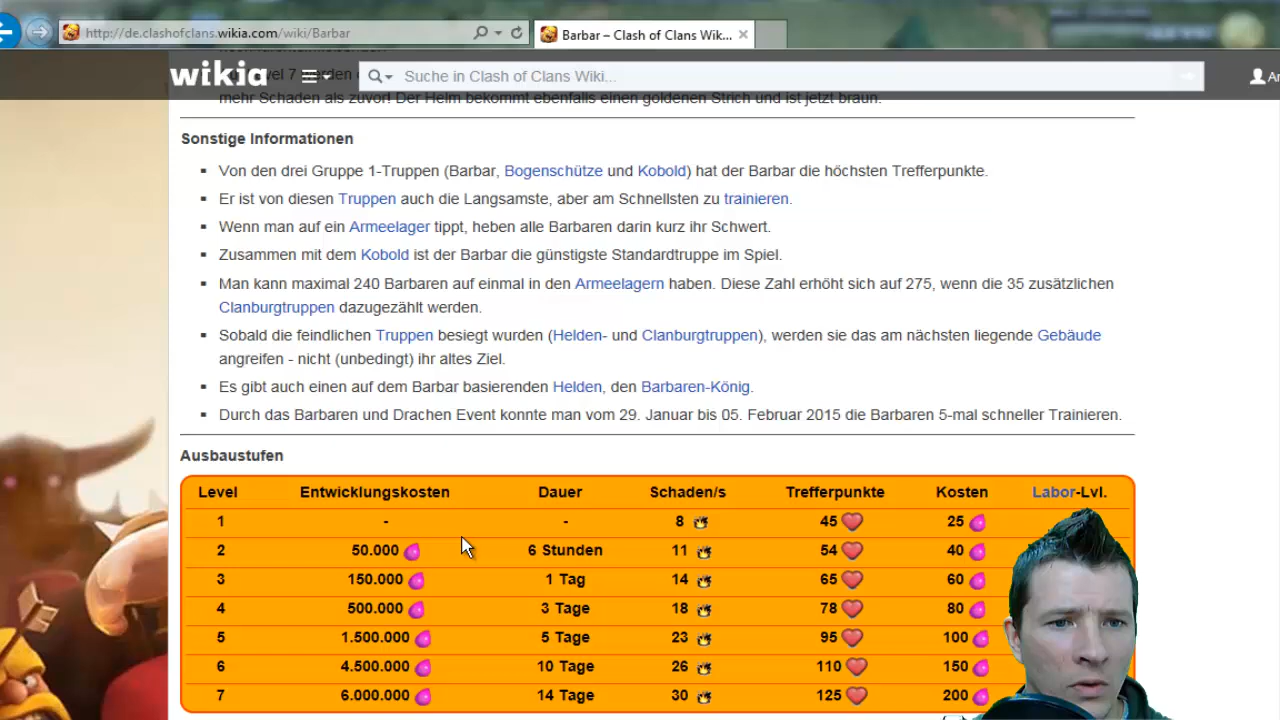 http://de.clashofclans.wikia.com/wiki/Barbar
Barbar – Clash of Clans Wik...
wikia
Suche in Clash of Clans Wiki...
mehr Schaden als zuvor! Der Helm bekommt ebenfalls einen goldenen Strich und ist jetzt braun.
Sonstige Informationen
Von den drei Gruppe 1-Truppen (Barbar, Bogenschütze und Kobold) hat der Barbar die höchsten Trefferpunkte.
Er ist von diesen Truppen auch die Langsamste, aber am Schnellsten zu trainieren.
Wenn man auf ein Armeelager tippt, heben alle Barbaren darin kurz ihr Schwert.
Zusammen mit dem Kobold ist der Barbar die günstigste Standardtruppe im Spiel.
Man kann maximal 240 Barbaren auf einmal in den Armeelagern haben. Diese Zahl erhöht sich auf 275, wenn die 35 zusätzlichen
Clanburgtruppen dazugezählt werden.
Sobald die feindlichen Truppen besiegt wurden (Helden- und Clanburgtruppen), werden sie das am nächsten liegende Gebäude
angreifen - nicht (unbedingt) ihr altes Ziel.
Es gibt auch einen auf dem Barbar basierenden Helden, den Barbaren-König.
Durch das Barbaren und Drachen Event konnte man vom 29. Januar bis 05. Februar 2015 die Barbaren 5-mal schneller Trainieren.
Ausbaustufen
Level Entwicklungskosten Dauer Schaden/s Trefferpunkte Kosten Labor-Lvl.
1 - - 8 45 25
2 50.000 6 Stunden 11 54 40
3 150.000 1 Tag 14 65 60
4 500.000 3 Tage 18 78 80
5 1.500.000 5 Tage 23 95 100
6 4.500.000 10 Tage 26 110 150
7 6.000.000 14 Tage 30 125 200